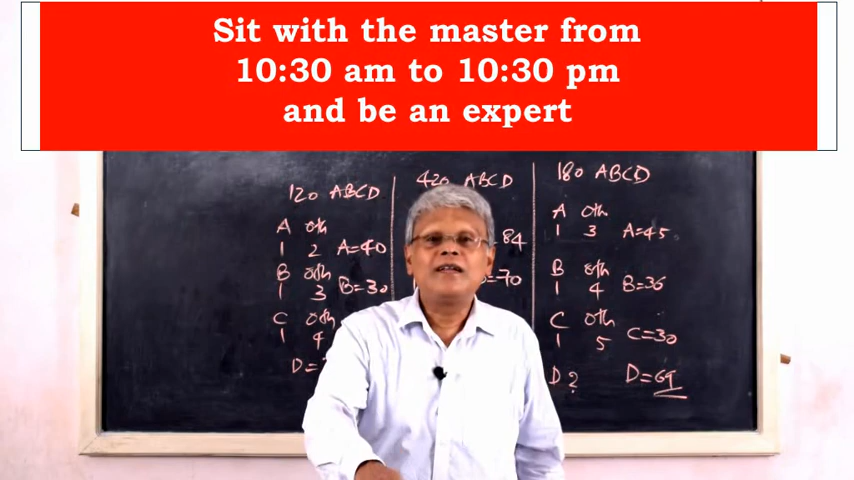 Sit with the master from
10:30 am to 10:30 pm
and be an expert
120 ABCD
A oth
1 2 A=40
B oth
1 3 B=30
C oth
1 4
D=
420 ABCD
84
=70
180 ABCD
A oth
1 3 A=45
B oth
1 4 B=36
C oth
1 5 C=30
D ? D=69